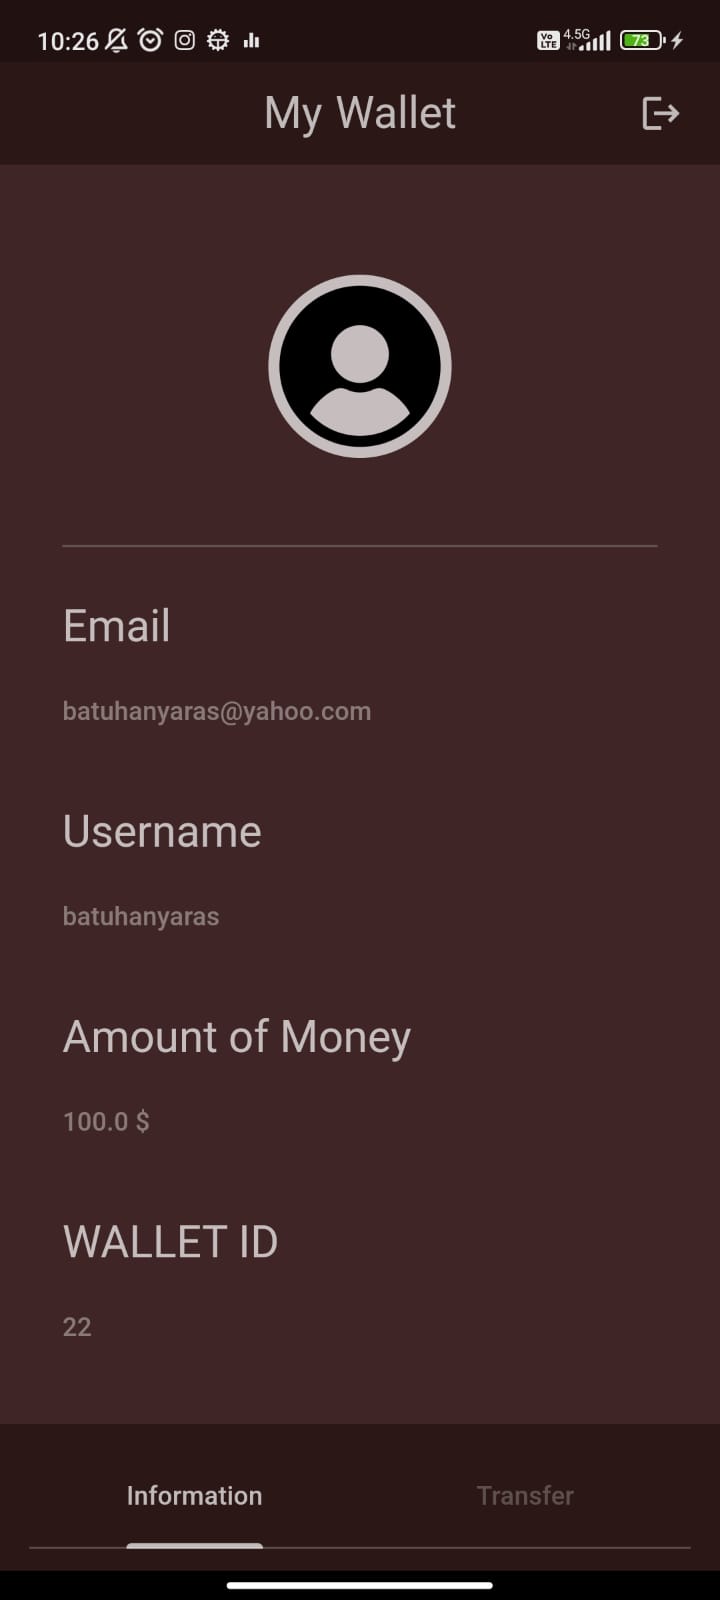 10:26
Vo LTE 4.5G 73
My Wallet
Email
batuhanyaras@yahoo.com
Username
batuhanyaras
Amount of Money
100.0 $
WALLET ID
22
Information Transfer